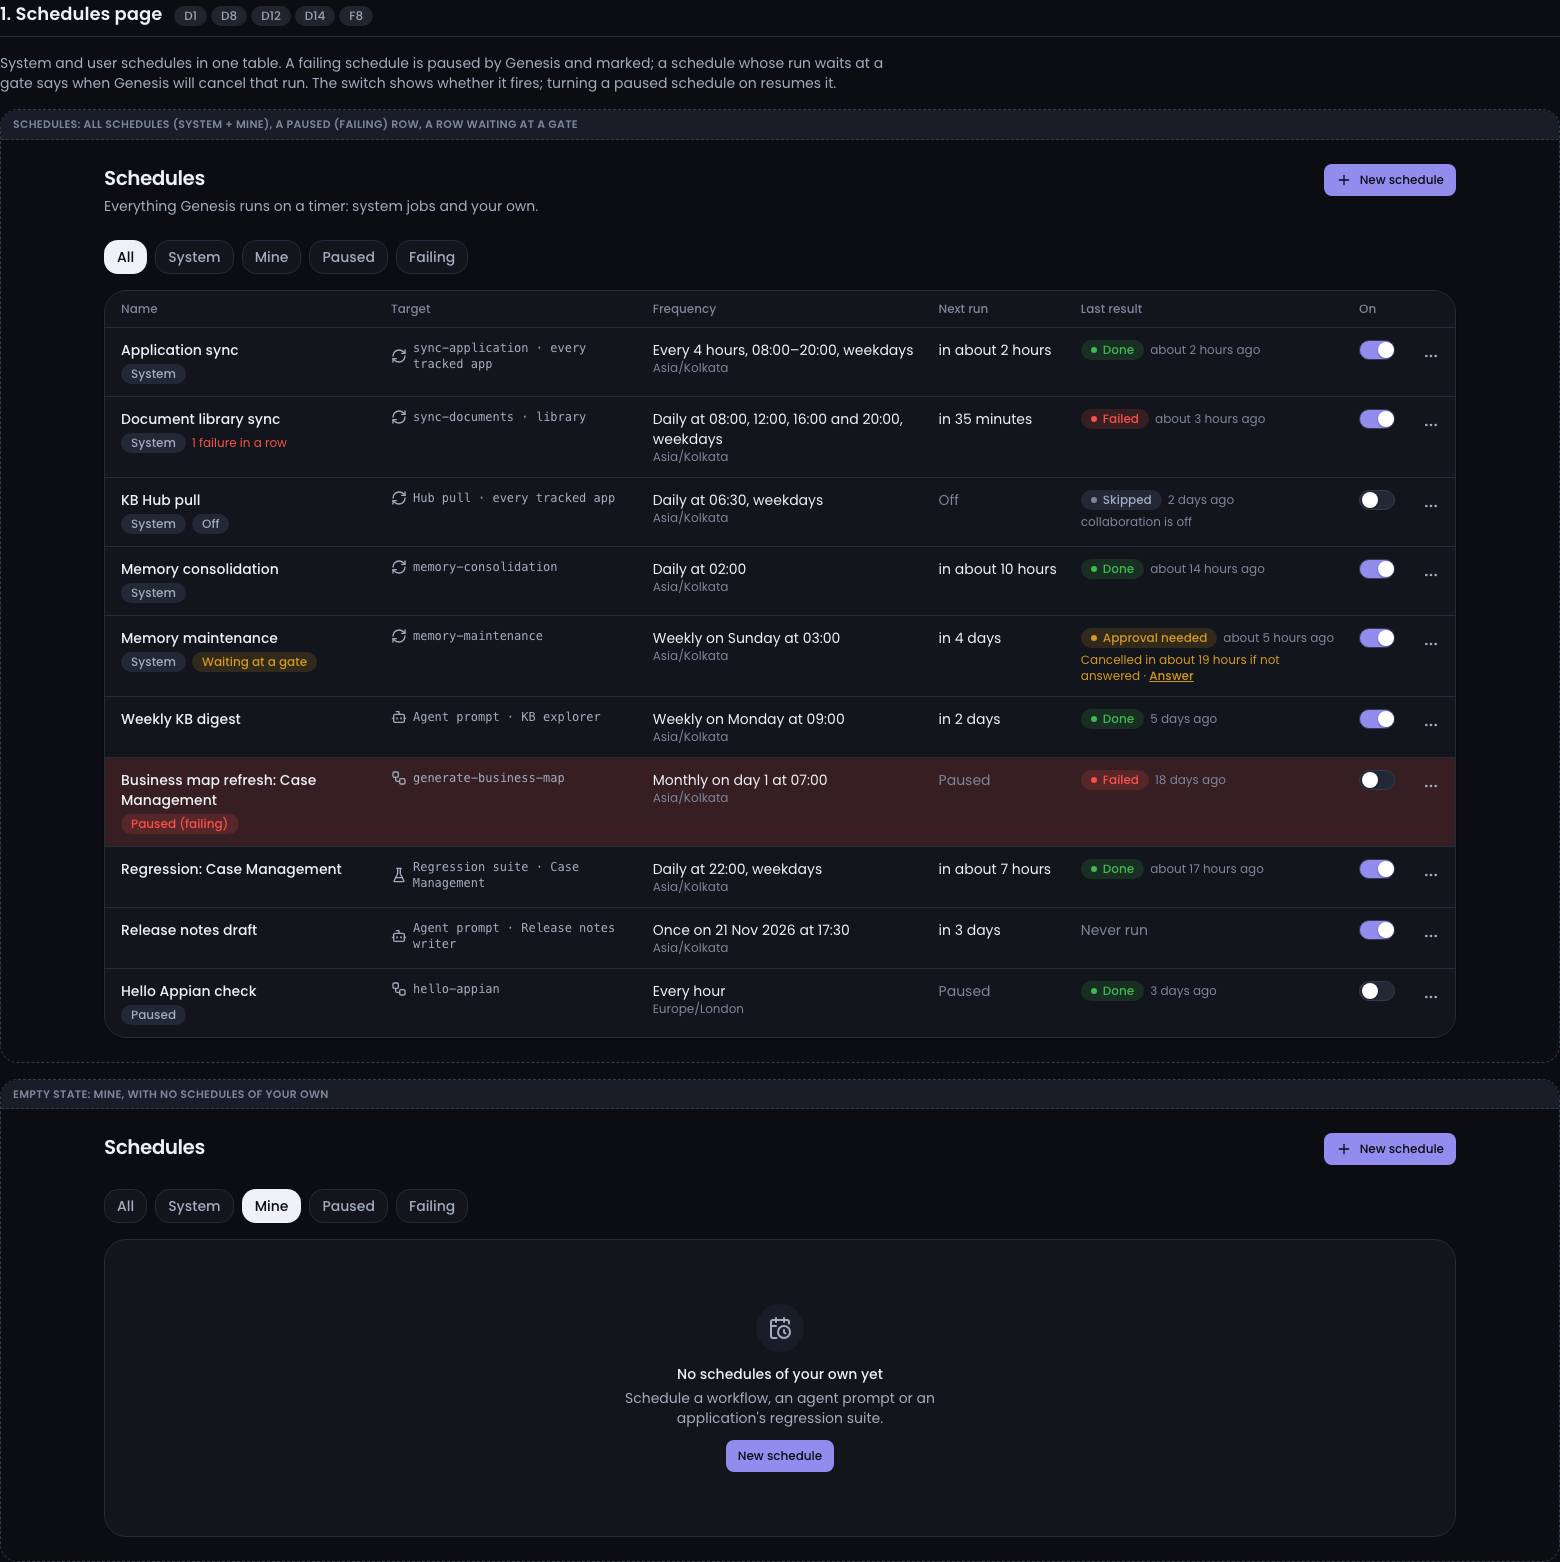 1. Schedules page D1 D8 D12 D14 F8
System and user schedules in one table. A failing schedule is paused by Genesis and marked; a schedule whose run waits at a
gate says when Genesis will cancel that run. The switch shows whether it fires; turning a paused schedule on resumes it.
SCHEDULES: ALL SCHEDULES (SYSTEM + MINE), A PAUSED (FAILING) ROW, A ROW WAITING AT A GATE
Schedules
New schedule
Everything Genesis runs on a timer: system jobs and your own.
All System Mine Paused Failing
Name Target Frequency Next run Last result On
Application sync
System
sync-application · every
tracked app
Every 4 hours, 08:00–20:00, weekdays
Asia/Kolkata
in about 2 hours
Done about 2 hours ago
Document library sync
System 1 failure in a row
sync-documents · library
Daily at 08:00, 12:00, 16:00 and 20:00,
weekdays
Asia/Kolkata
in 35 minutes
Failed about 3 hours ago
KB Hub pull
System Off
Hub pull · every tracked app
Daily at 06:30, weekdays
Asia/Kolkata
Off
Skipped 2 days ago
collaboration is off
Memory consolidation
System
memory-consolidation
Daily at 02:00
Asia/Kolkata
in about 10 hours
Done about 14 hours ago
Memory maintenance
System Waiting at a gate
memory-maintenance
Weekly on Sunday at 03:00
Asia/Kolkata
in 4 days
Approval needed about 5 hours ago
Cancelled in about 19 hours if not
answered · Answer
Weekly KB digest
Agent prompt · KB explorer
Weekly on Monday at 09:00
Asia/Kolkata
in 2 days
Done 5 days ago
Business map refresh: Case
Management
Paused (failing)
generate-business-map
Monthly on day 1 at 07:00
Asia/Kolkata
Paused
Failed 18 days ago
Regression: Case Management
Regression suite · Case
Management
Daily at 22:00, weekdays
Asia/Kolkata
in about 7 hours
Done about 17 hours ago
Release notes draft
Agent prompt · Release notes
writer
Once on 21 Nov 2026 at 17:30
Asia/Kolkata
in 3 days
Never run
Hello Appian check
Paused
hello-appian
Every hour
Europe/London
Paused
Done 3 days ago
EMPTY STATE: MINE, WITH NO SCHEDULES OF YOUR OWN
Schedules
New schedule
All System Mine Paused Failing
No schedules of your own yet
Schedule a workflow, an agent prompt or an
application's regression suite.
New schedule